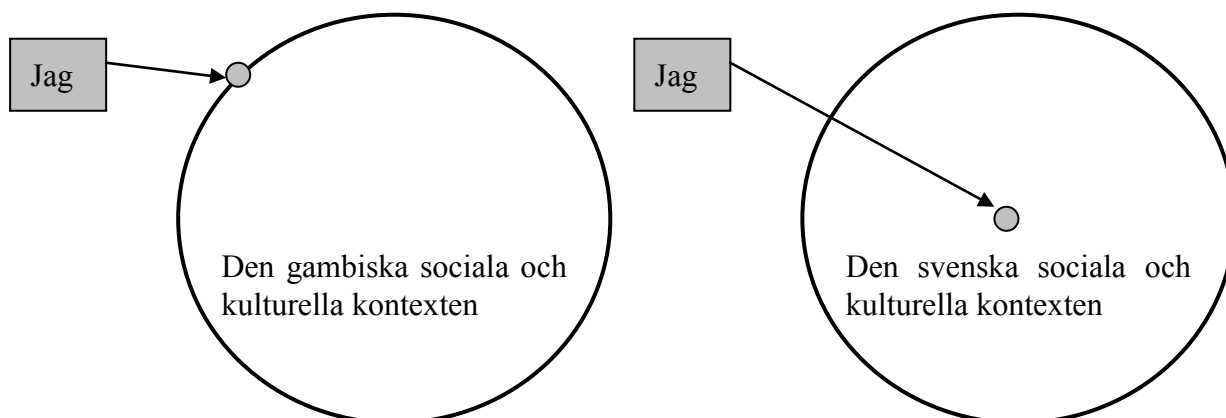 Jag
Den gambiska sociala och
kulturella kontexten
Jag
Den svenska sociala och
kulturella kontexten